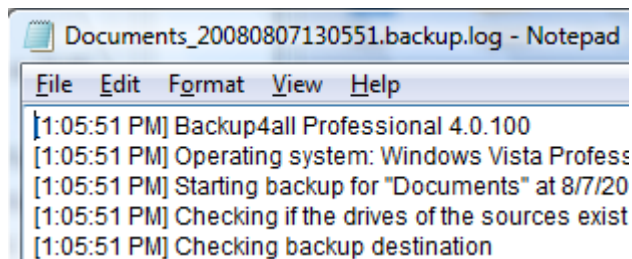 Documents_20080807130551.backup.log - Notepad
File Edit Format View Help
[1:05:51 PM] Backup4all Professional 4.0.100
[1:05:51 PM] Operating system: Windows Vista Profess
[1:05:51 PM] Starting backup for "Documents" at 8/7/20
[1:05:51 PM] Checking if the drives of the sources exist
[1:05:51 PM] Checking backup destination